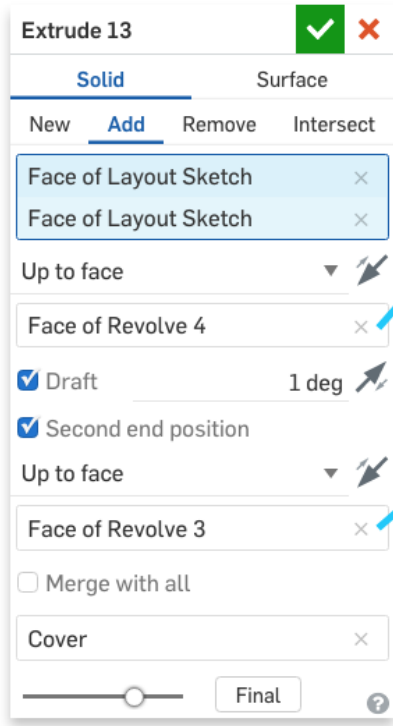 Extrude 13
Solid Surface
New Add Remove Intersect
Face of Layout Sketch
Face of Layout Sketch
Up to face
Face of Revolve 4
Draft 1 deg
Second end position
Up to face
Face of Revolve 3
Merge with all
Cover
Final
?